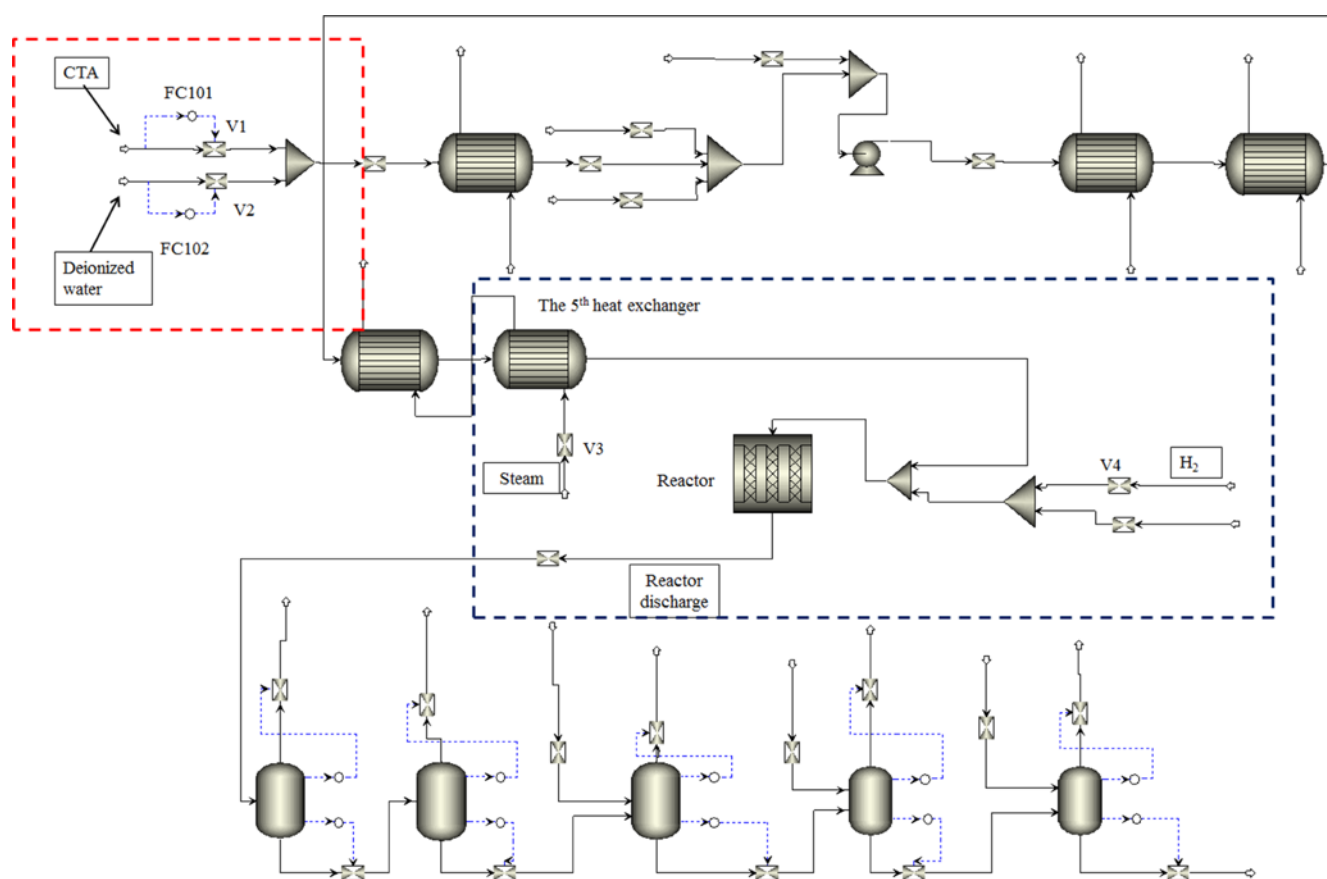 CTA
FC101
V1
V2
FC102
Deionized
water
The 5th heat exchanger
V3
Steam
Reactor
V4
H2
Reactor
discharge